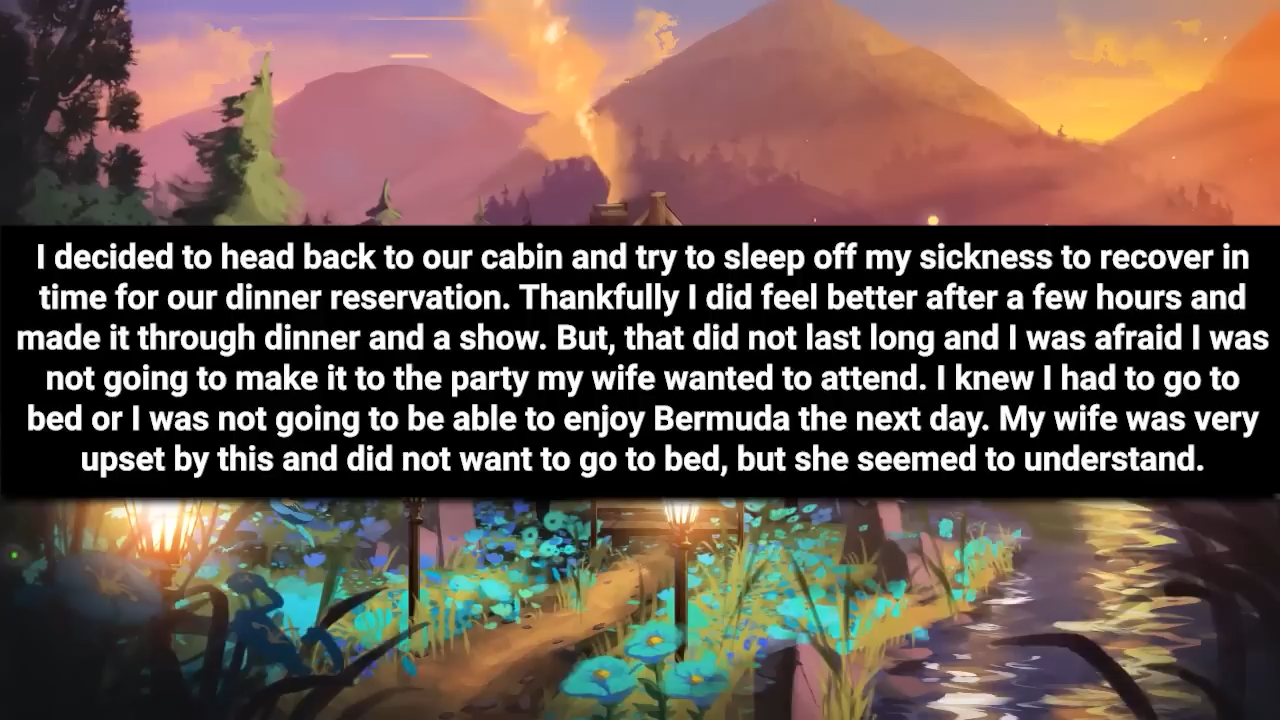 I decided to head back to our cabin and try to sleep off my sickness to recover in
time for our dinner reservation. Thankfully I did feel better after a few hours and
made it through dinner and a show. But, that did not last long and I was afraid I was
not going to make it to the party my wife wanted to attend. I knew I had to go to
bed or I was not going to be able to enjoy Bermuda the next day. My wife was very
upset by this and did not want to go to bed, but she seemed to understand.